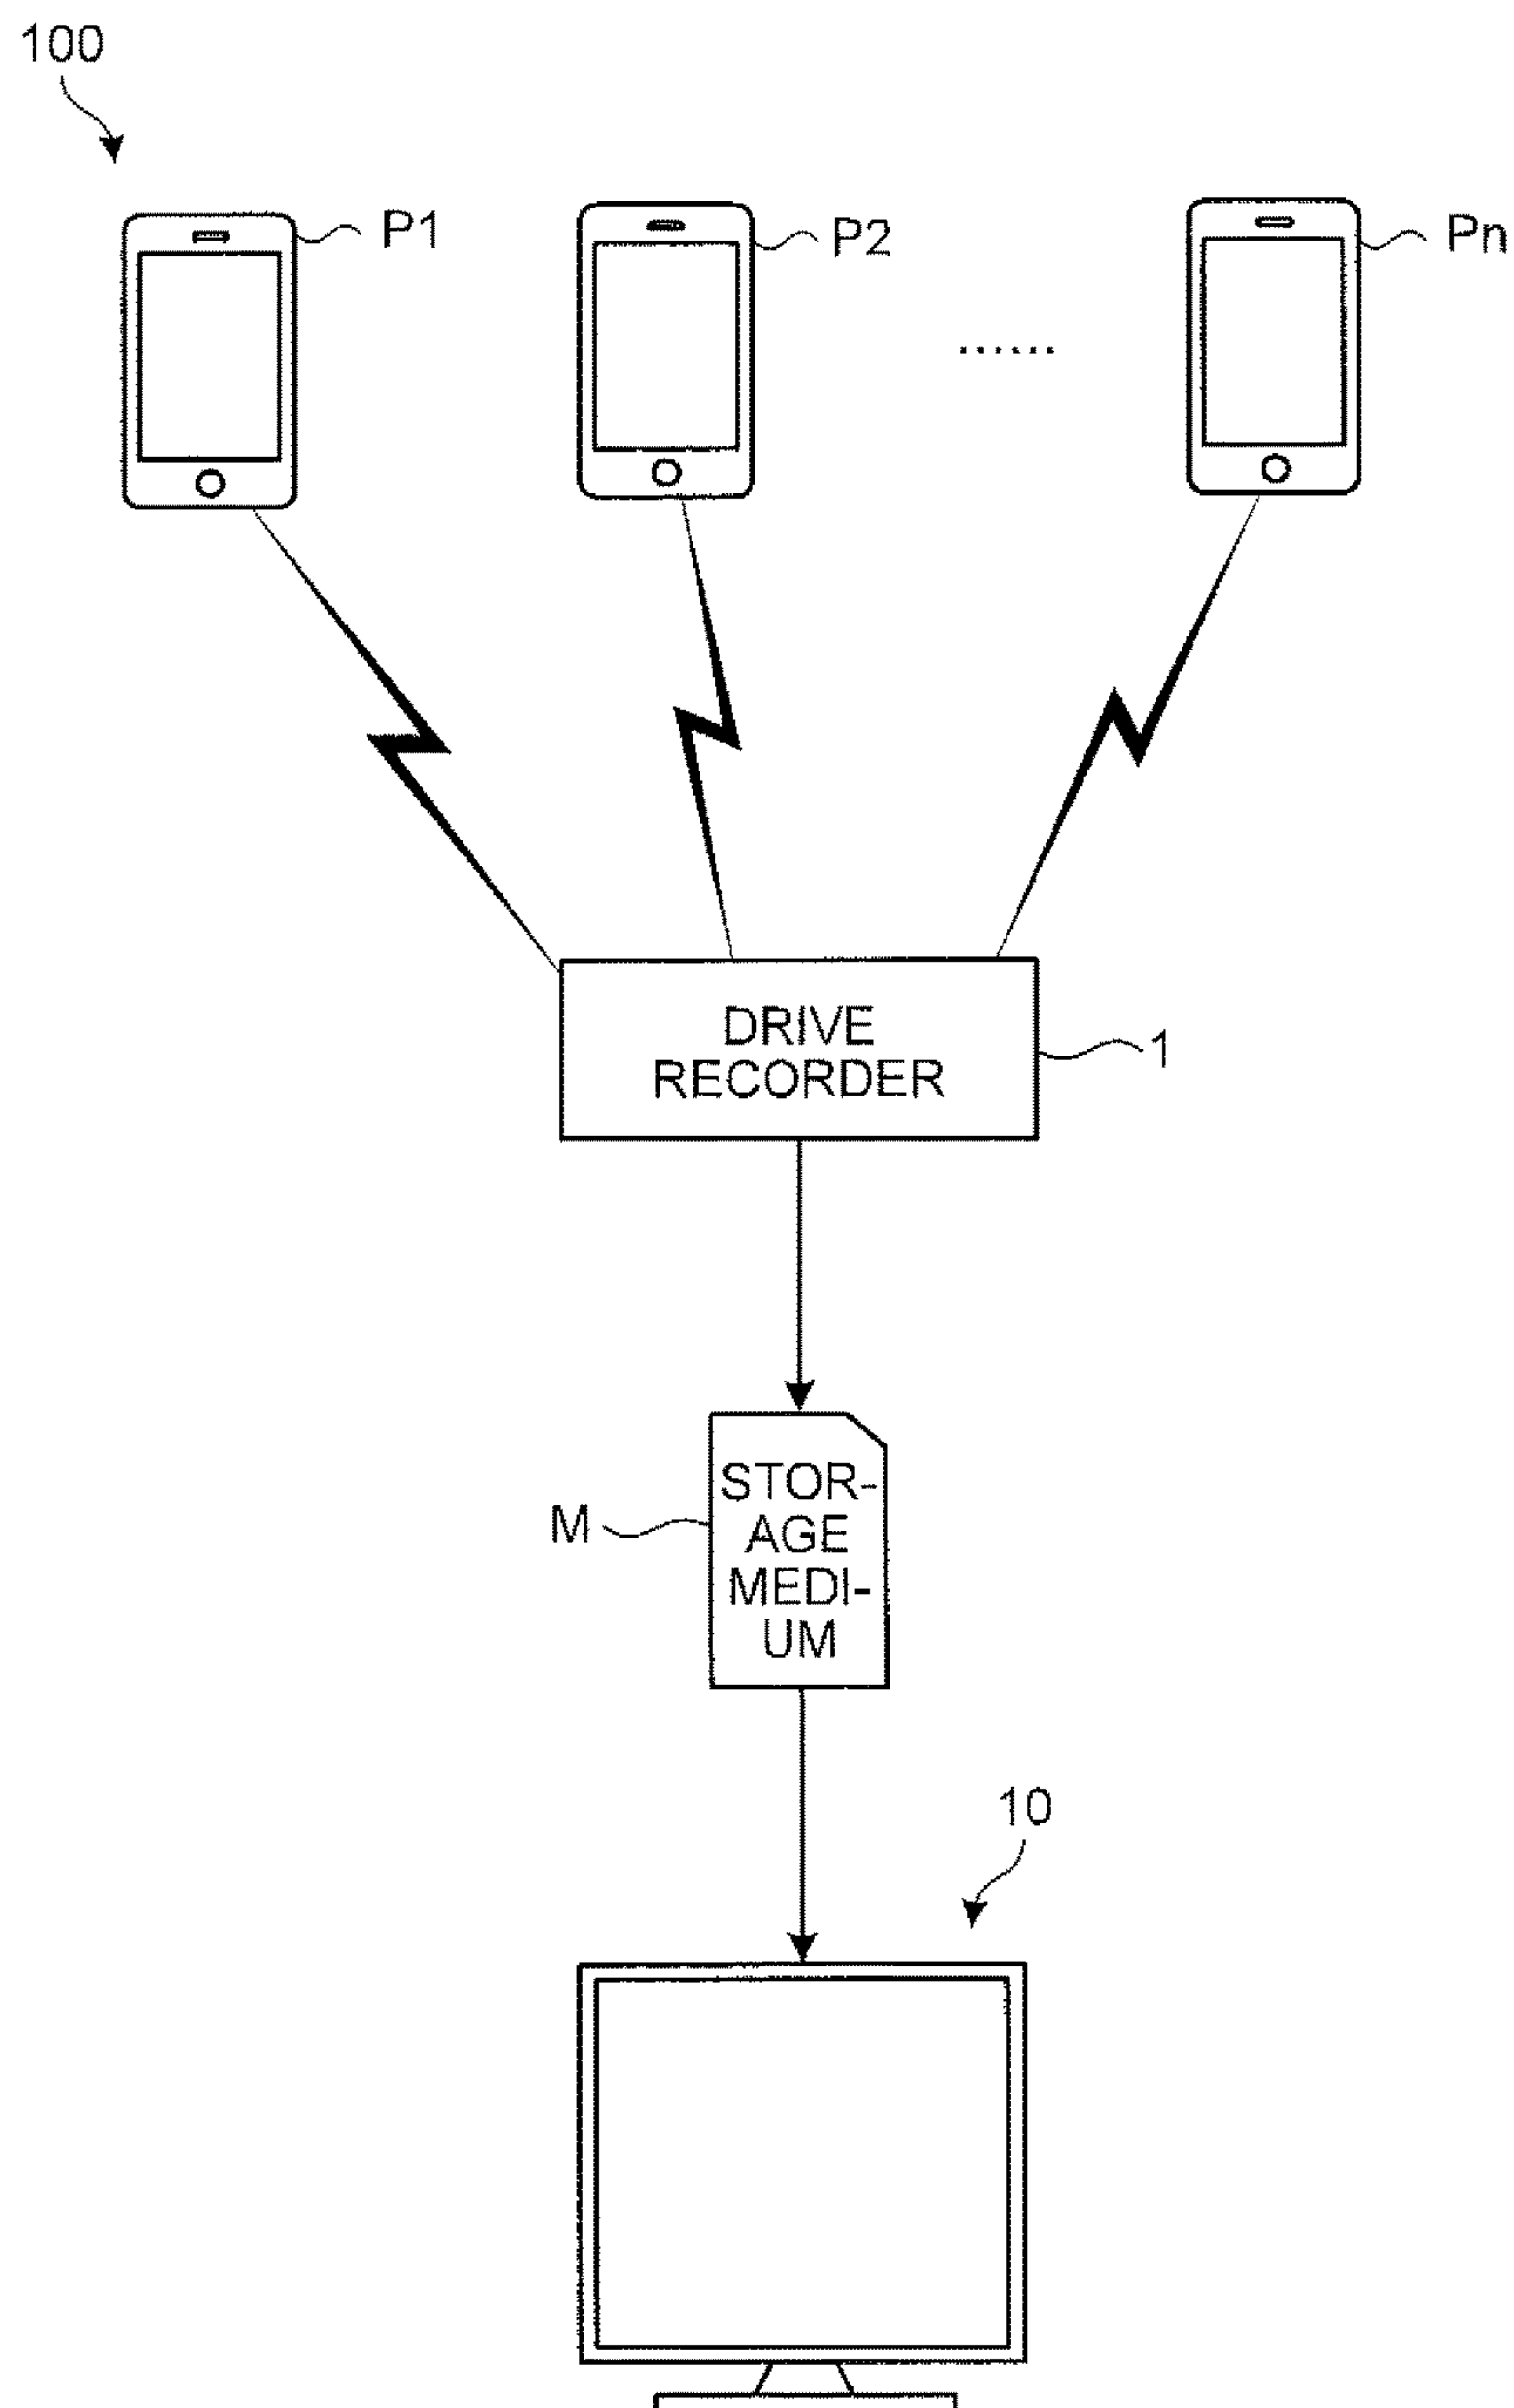 100
P1
P2
......
Pn
DRIVE
RECORDER
1
STOR-
AGE
MEDI-
UM
M
10